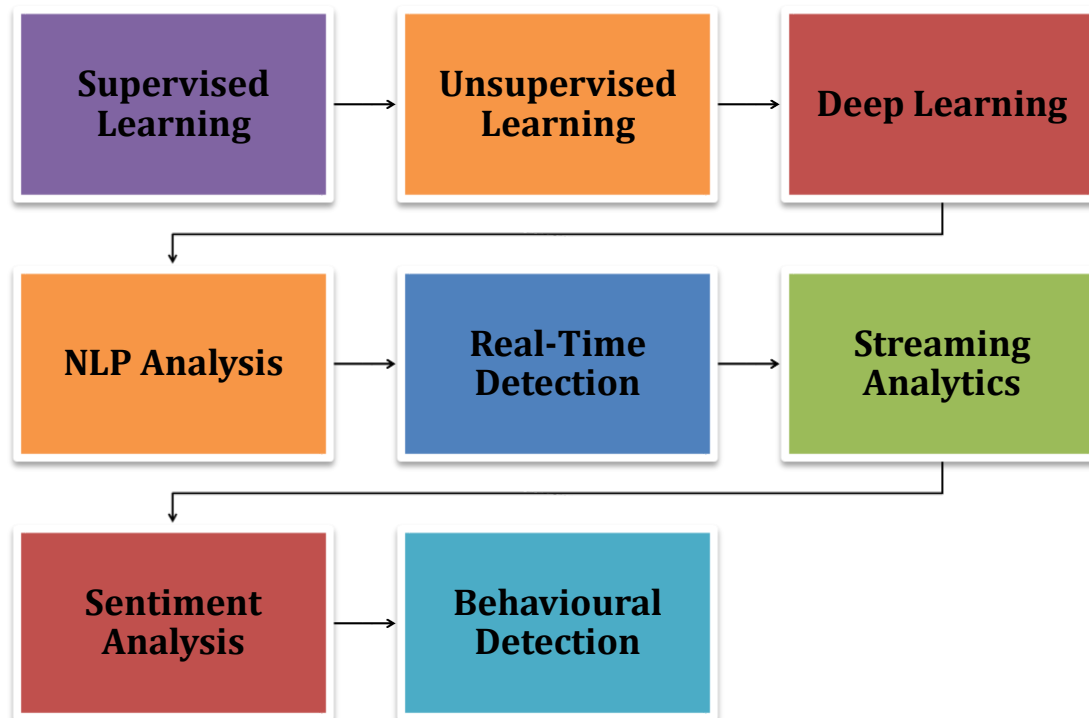 Supervised
Learning
Unsupervised
Learning
Deep Learning
NLP Analysis
Real-Time
Detection
Streaming
Analytics
Sentiment
Analysis
Behavioural
Detection